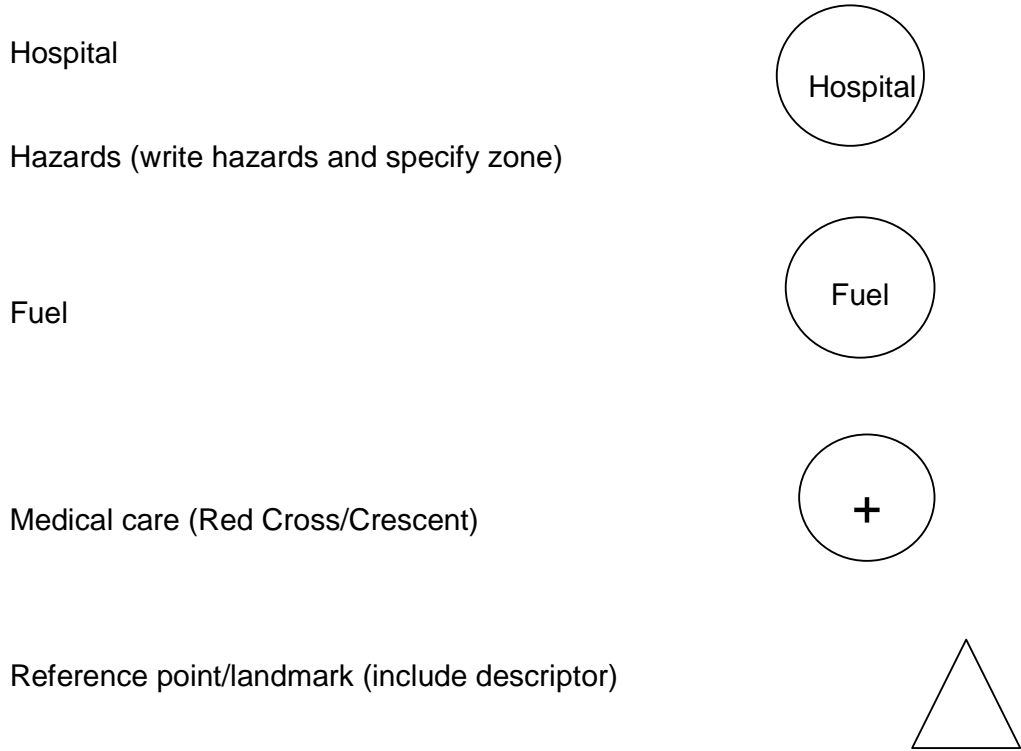 Hospital
Hospital
Hazards (write hazards and specify zone)
Fuel
Fuel
Medical care (Red Cross/Crescent)
+
Reference point/landmark (include descriptor)